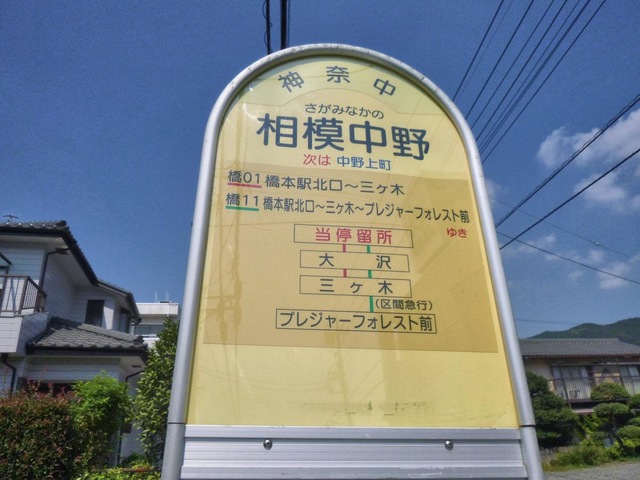 神奈中
さがみなかの
相模中野
次は 中野上町
橋01 橋本駅北口～三ヶ木
橋11 橋本駅北口～三ヶ木～プレジャーフォレスト前
ゆき
当停留所
大沢
三ヶ木
(区間急行)
プレジャーフォレスト前